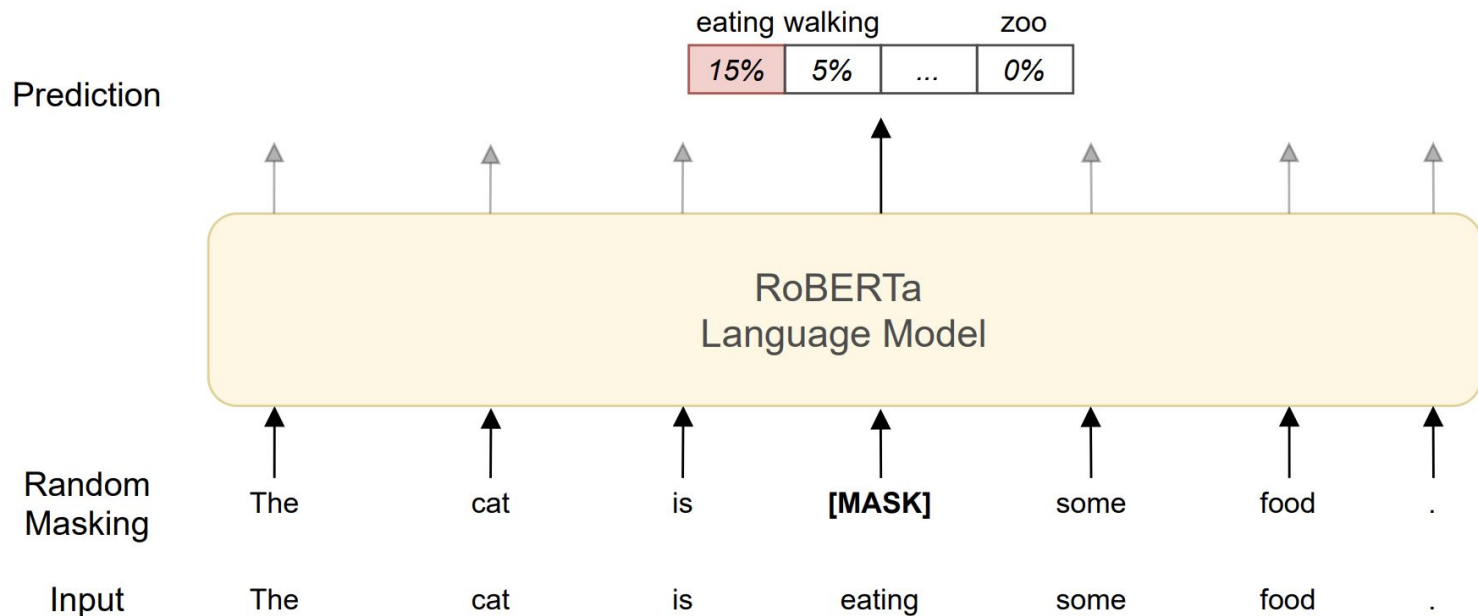 eating walking zoo
15% 5% ... 0%
Prediction
RoBERTa
Language Model
Random
Masking
The cat is [MASK] some food .
Input The cat is eating some food .